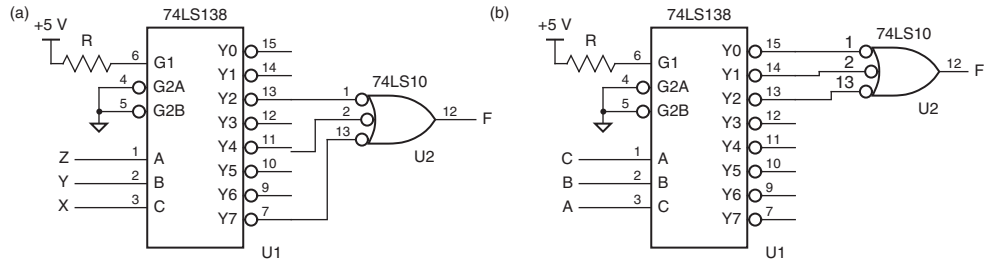 (a)
+5 V
R
74LS138
6 G1
4 G2A
5 G2B
Z 1 A
Y 2 B
X 3 C
Y0 15
Y1 14
Y2 13
Y3 12
Y4 11
Y5 10
Y6 9
Y7 7
U1
74LS10
1
2
13
12 F
U2
(b)
+5 V
R
74LS138
6 G1
4 G2A
5 G2B
C 1 A
B 2 B
A 3 C
Y0 15
Y1 14
Y2 13
Y3 12
Y4 11
Y5 10
Y6 9
Y7 7
U1
74LS10
1
2
13
12 F
U2